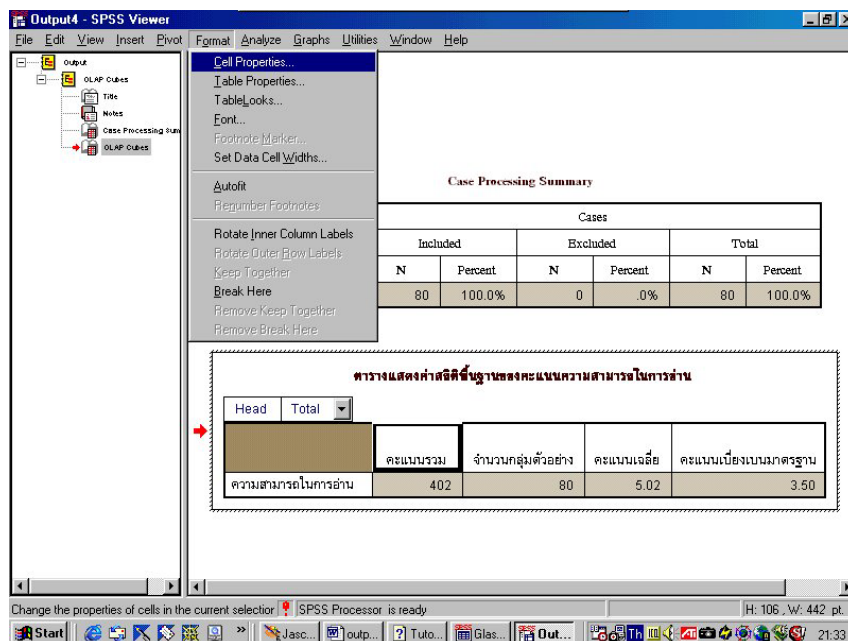 Output4 - SPSS Viewer
File Edit View Insert Pivot Format Analyze Graphs Utilities Window Help
Output
OLAP Cubes
Title
Notes
Case Processing Sum
OLAP Cubes
Cell Properties...
Table Properties...
TableLooks...
Font...
Footnote Marker...
Set Data Cell Widths...
Autofit
Renumber Footnotes
Rotate Inner Column Labels
Rotate Outer Row Labels
Keep Together
Break Here
Remove Keep Together
Remove Break Here
Case Processing Summary
Cases
Included Excluded Total
N Percent N Percent N Percent
80 100.0% 0 .0% 80 100.0%
ตารางแสดงค่าสถิติพื้นฐานของคะแนนความสามารถในการอ่าน
Head Total
คะแนนรวม จำนวนกลุ่มตัวอย่าง คะแนนเฉลี่ย คะแนนเบี่ยงเบนมาตรฐาน
ความสามารถในการอ่าน 402 80 5.02 3.50
Change the properties of cells in the current selection SPSS Processor is ready H: 106 , W: 442 pt.
Start » Jasc... outp... Tuto... Glas... Out... Th 21:33